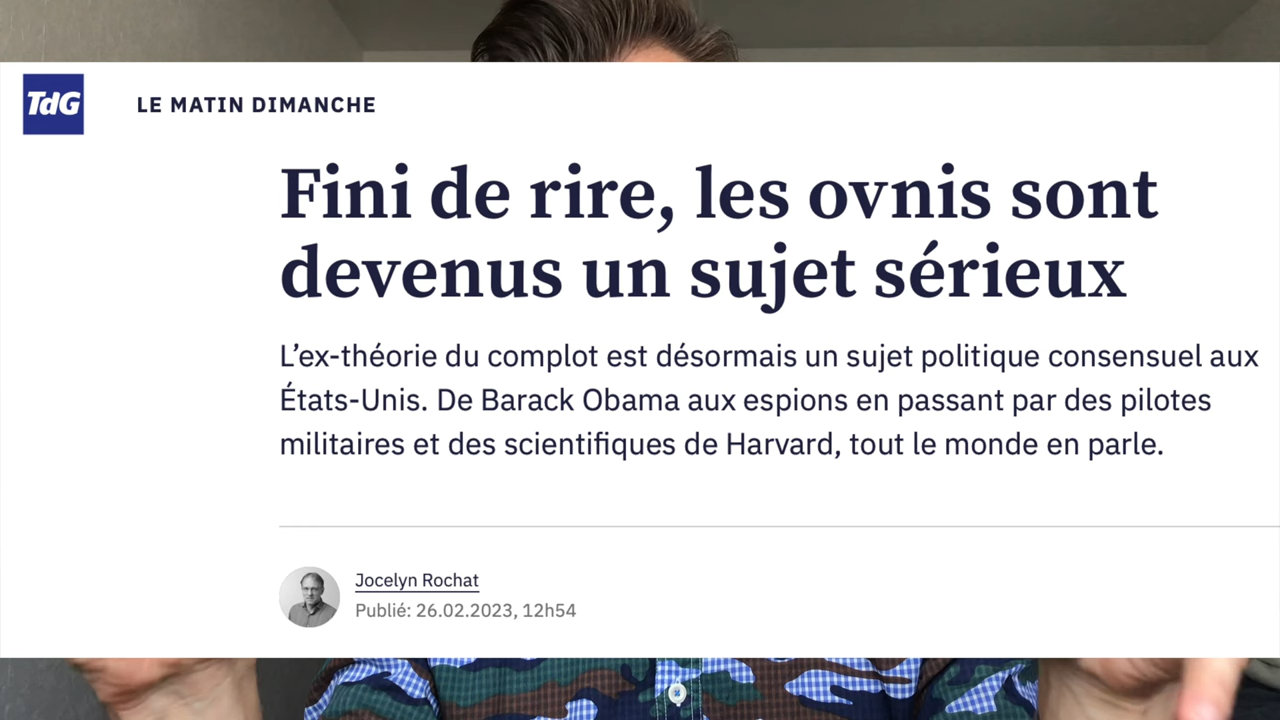 TdG
LE MATIN DIMANCHE
Fini de rire, les ovnis sont
devenus un sujet sérieux
L’ex-théorie du complot est désormais un sujet politique consensuel aux
États-Unis. De Barack Obama aux espions en passant par des pilotes
militaires et des scientifiques de Harvard, tout le monde en parle.
Jocelyn Rochat
Publié: 26.02.2023, 12h54